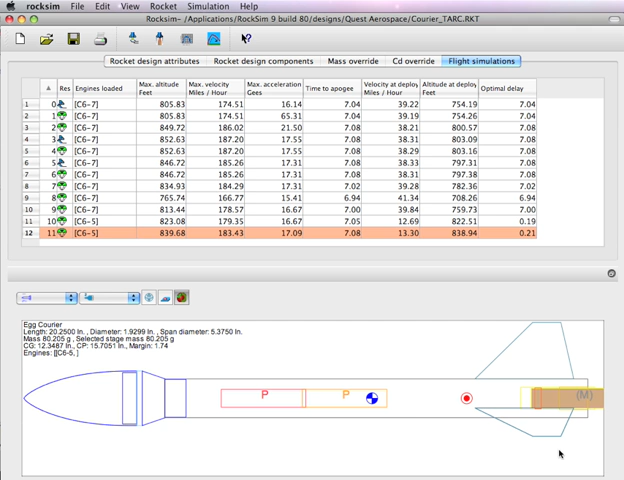 rocksim File Edit View Rocket Simulation Help
Rocksim- /Applications/RockSim 9 build 80/designs/Quest Aerospace/Courier_TARC.RKT
Rocket design attributes Rocket design components Mass override Cd override Flight simulations
Res Engines loaded Max. altitude Feet Max. velocity Miles / Hour Max. acceleration Gees Time to apogee Velocity at deploy Miles / Hour Altitude at deploy Feet Optimal delay
1 0 [C6-7] 805.83 174.51 16.14 7.04 39.22 754.19 7.04
2 1 [C6-7] 805.83 174.51 65.31 7.04 39.19 754.26 7.04
3 2 [C6-7] 849.72 186.02 21.50 7.08 38.21 800.57 7.08
4 3 [C6-7] 852.63 187.20 17.55 7.08 38.31 803.09 7.08
5 4 [C6-7] 852.63 187.20 17.55 7.08 38.29 803.16 7.08
6 5 [C6-7] 846.72 185.26 17.31 7.08 38.33 797.31 7.08
7 6 [C6-7] 846.72 185.26 17.31 7.08 38.31 797.38 7.08
8 7 [C6-7] 834.93 184.29 17.31 7.02 39.28 782.36 7.02
9 8 [C6-7] 765.74 166.77 15.41 6.94 41.34 708.26 6.94
10 9 [C6-7] 813.44 178.57 16.67 7.00 39.84 759.73 7.00
11 10 [C6-5] 823.08 179.35 16.67 7.05 12.69 822.51 0.19
12 11 [C6-5] 839.68 183.43 17.09 7.08 13.30 838.94 0.21
Egg Courier
Length: 20.2500 In. , Diameter: 1.9299 In. , Span diameter: 5.3750 In.
Mass 80.205 g , Selected stage mass 80.205 g
CG: 12.3487 In., CP: 15.7051 In., Margin: 1.74
Engines: [[C6-5, ]
P P (M)